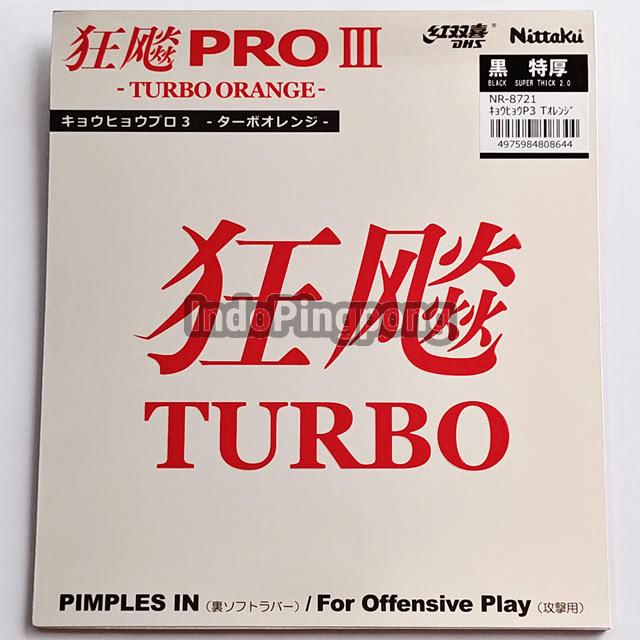 狂飚 PRO III
- TURBO ORANGE -
キョウヒョウプロ3 -ターボオレンジ-
红双喜®
DHS
Nittaku
黒 特厚
BLACK SUPER THICK 2.0
NR-8721
ｷｮｳﾋｮｳP3 Tｵﾚﾝｼﾞ
4975984808644
狂飚
IndoPingpong
TURBO
PIMPLES IN（裏ソフトラバー）/ For Offensive Play（攻撃用）